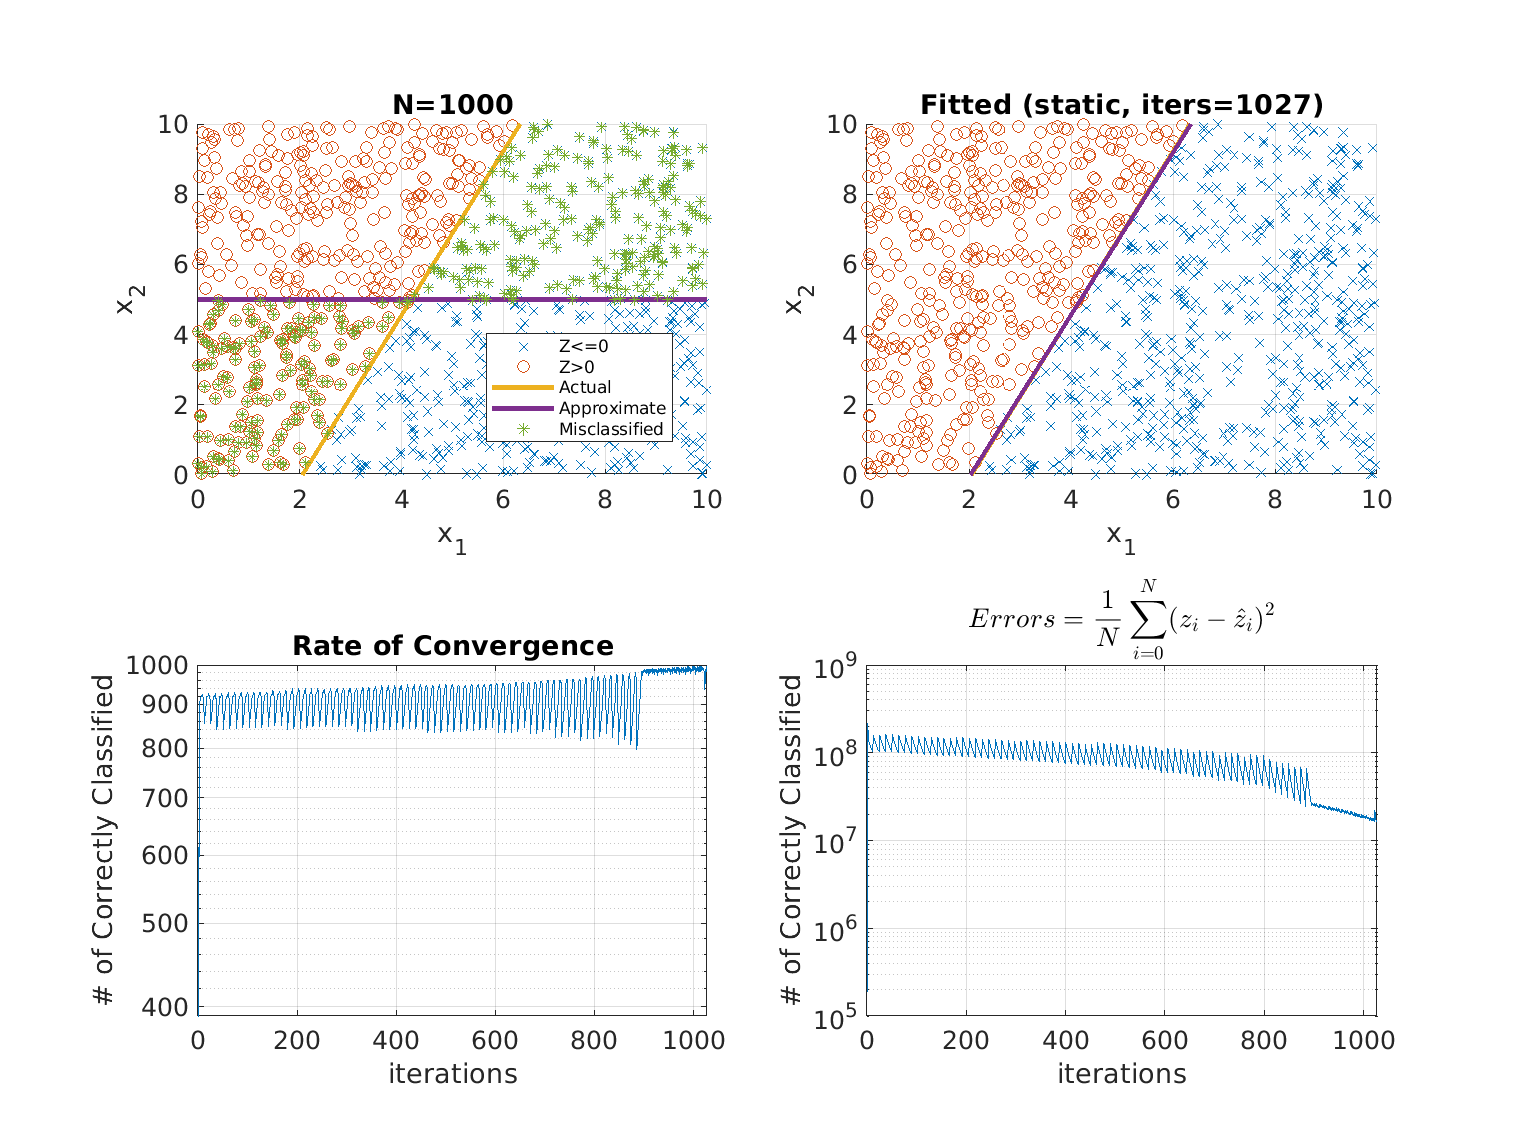 N=1000
10
8
6
4
2
0
x2
0 2 4 6 8 10
x1
Z<=0
Z>0
Actual
Approximate
Misclassified
Fitted (static, iters=1027)
10
8
6
4
2
0
x2
0 2 4 6 8 10
x1
Rate of Convergence
1000
900
800
700
600
500
400
# of Correctly Classified
0 200 400 600 800 1000
iterations
Errors = \frac{1}{N} \sum_{i=0}^{N} (z_i - \hat{z}_i)^2
10^9
10^8
10^7
10^6
10^5
# of Correctly Classified
0 200 400 600 800 1000
iterations